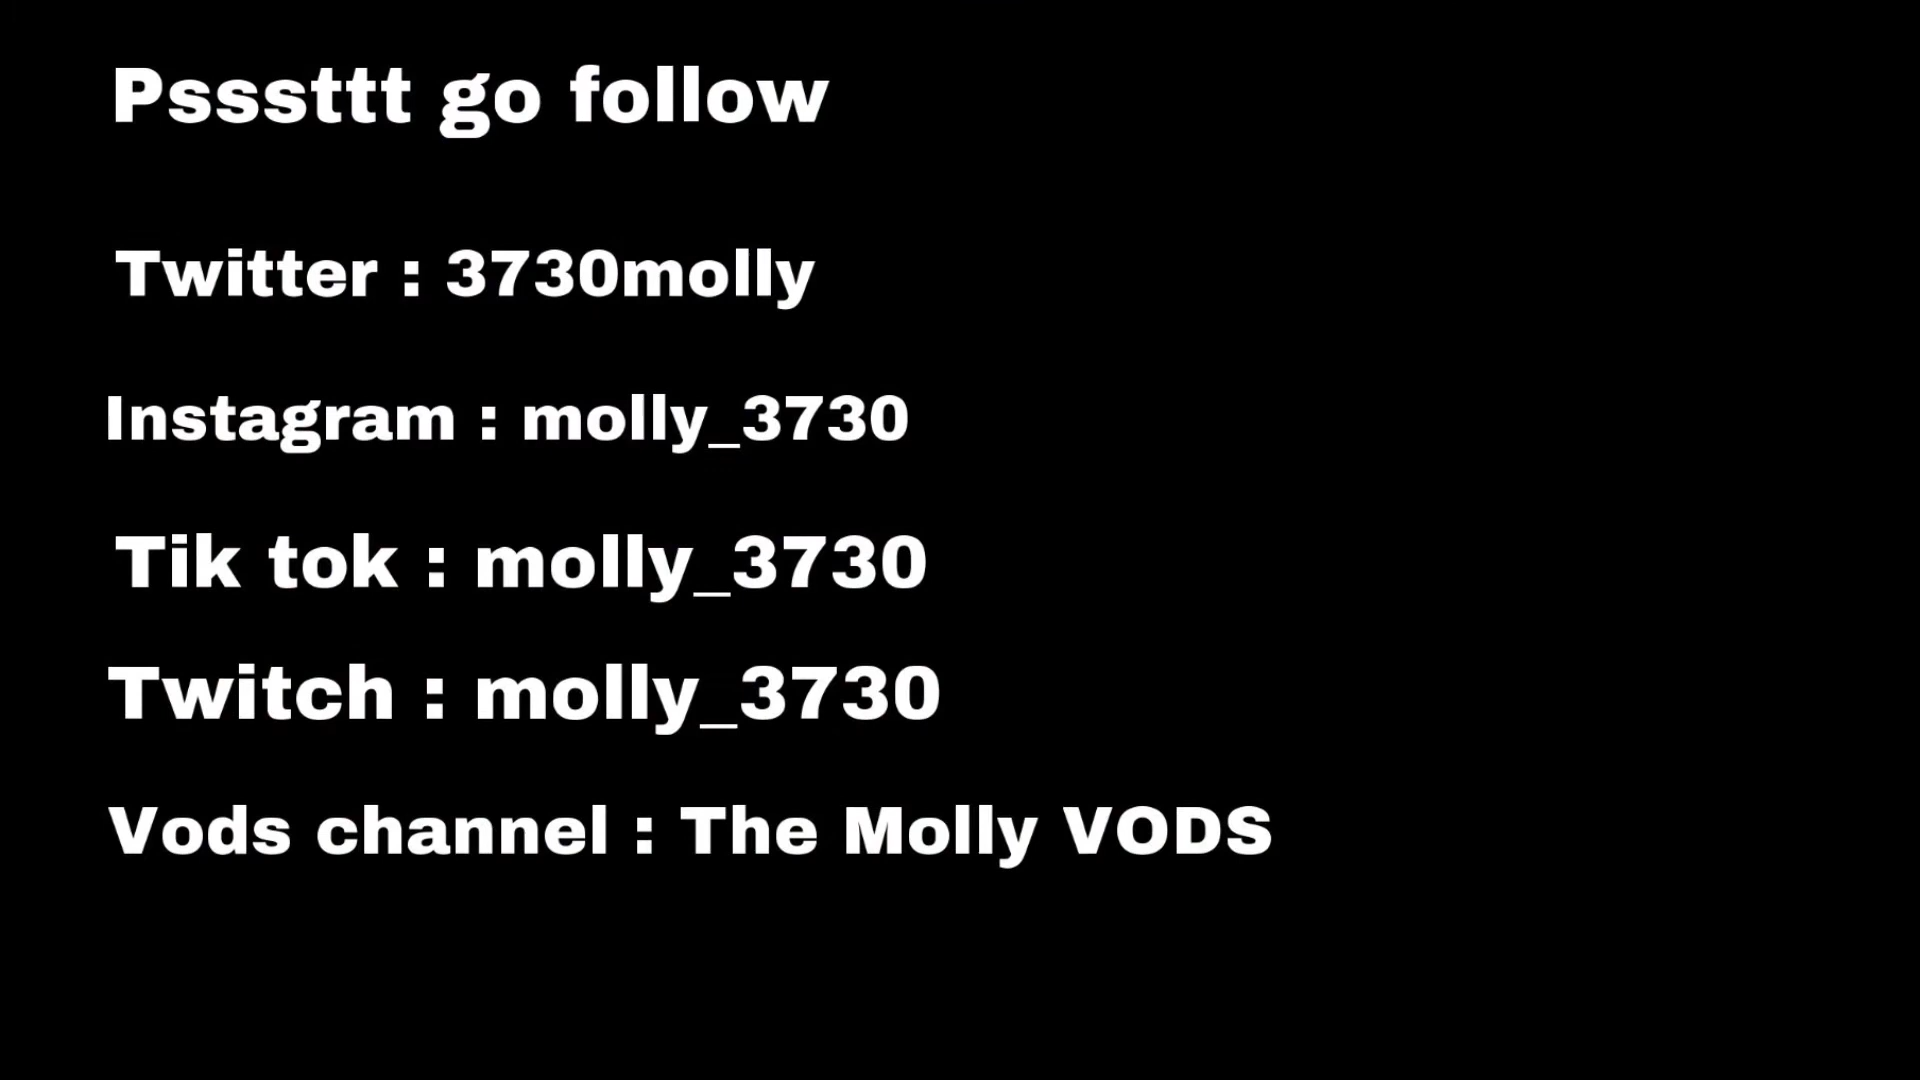 Psssttt go follow
Twitter : 3730molly
Instagram : molly_3730
Tik tok : molly_3730
Twitch : molly_3730
Vods channel : The Molly VODS